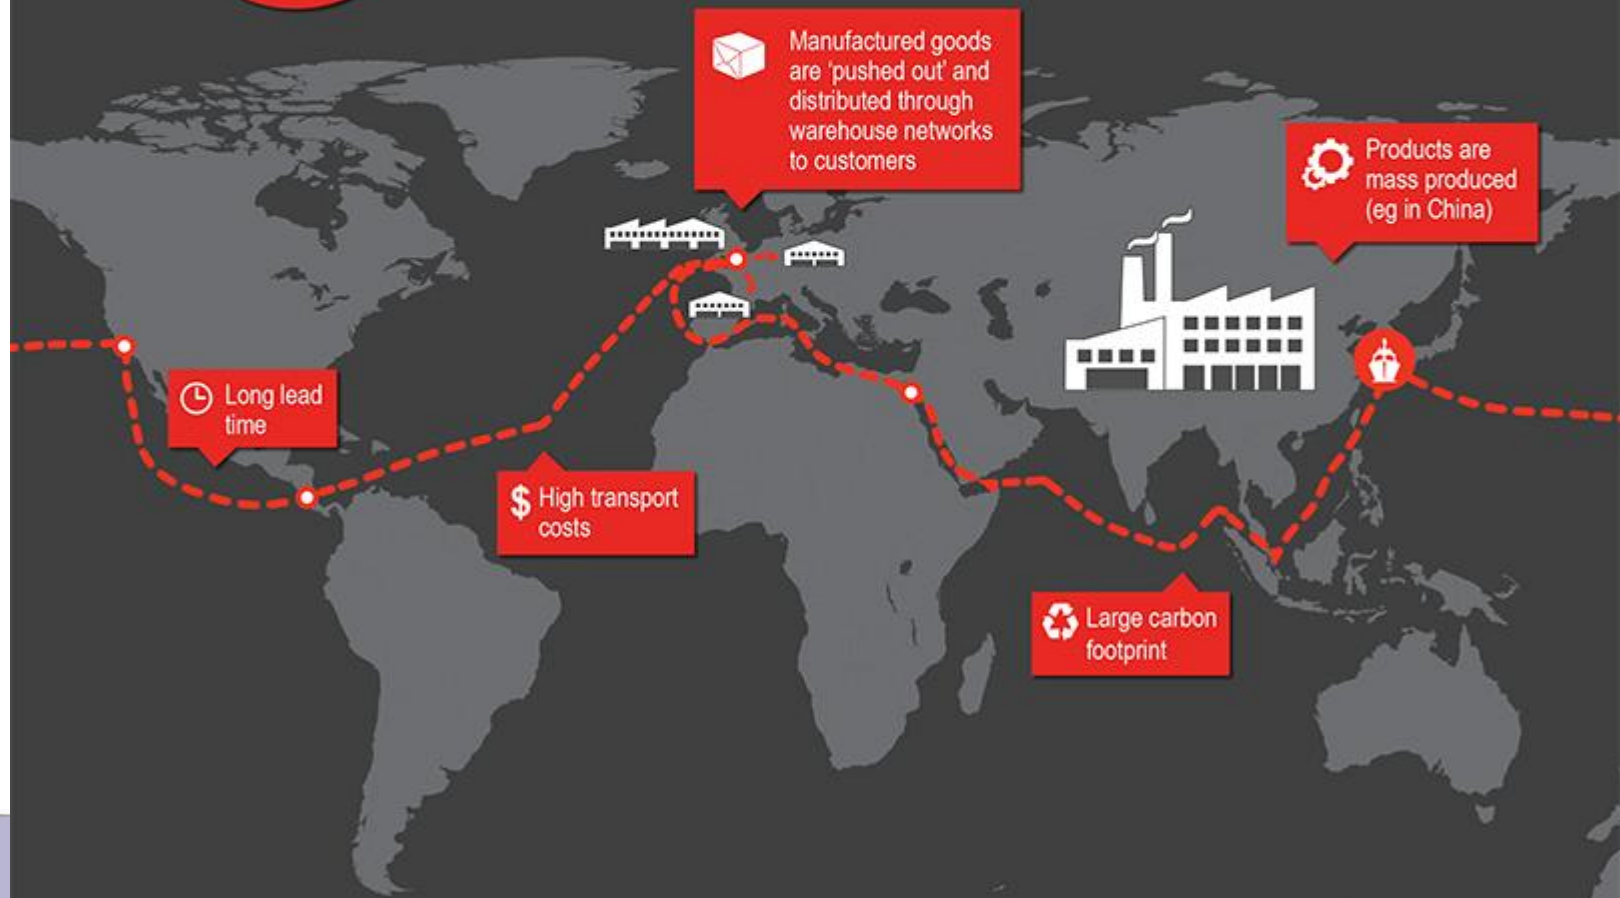 Manufactured goods
are ‘pushed out’ and
distributed through
warehouse networks
to customers
Products are
mass produced
(eg in China)
Long lead
time
$ High transport
costs
Large carbon
footprint